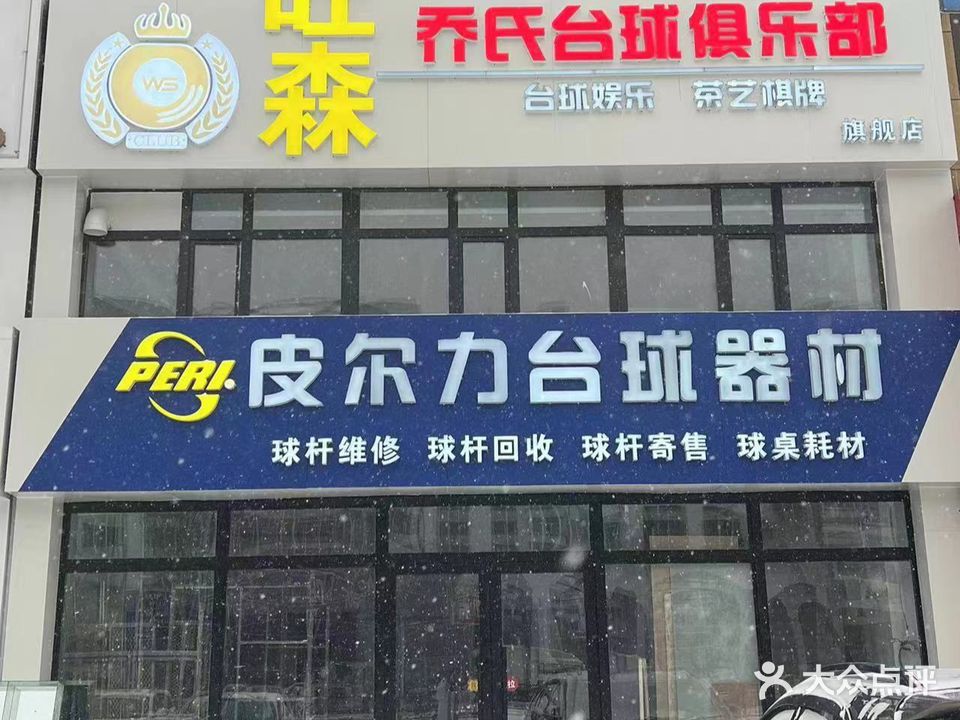 旺森
乔氏台球俱乐部
台球娱乐 茶艺棋牌
旗舰店
WS
CLUB
PERI
皮尔力台球器材
球杆维修 球杆回收 球杆寄售 球桌耗材
拉
大众点评